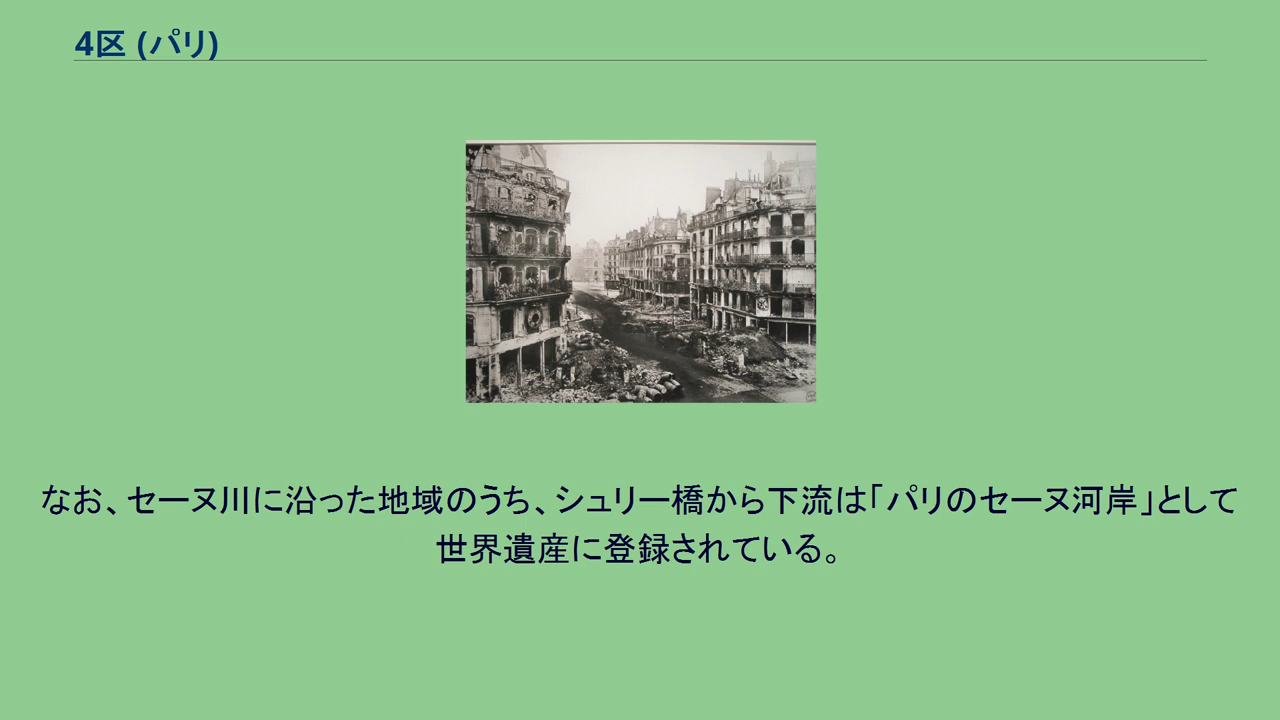 4区 (パリ)
なお、セーヌ川に沿った地域のうち、シュリー橋から下流は「パリのセーヌ河岸」として
世界遺産に登録されている。